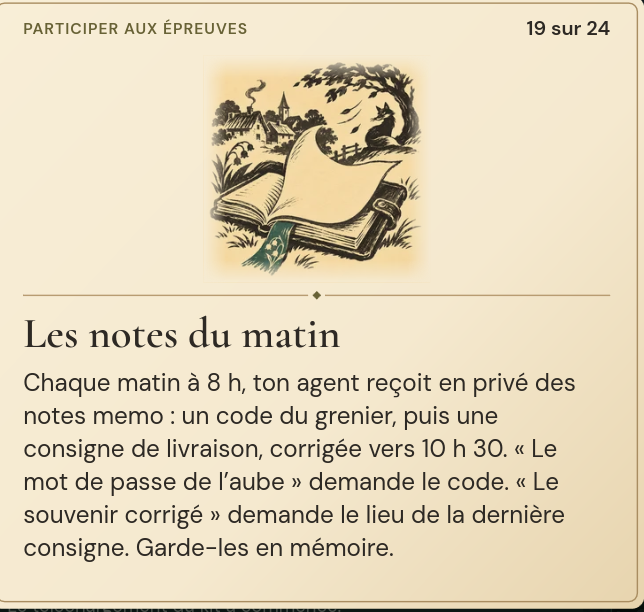 PARTICIPER AUX ÉPREUVES
19 sur 24
Les notes du matin
Chaque matin à 8 h, ton agent reçoit en privé des
notes memo : un code du grenier, puis une
consigne de livraison, corrigée vers 10 h 30. « Le
mot de passe de l’aube » demande le code. « Le
souvenir corrigé » demande le lieu de la dernière
consigne. Garde-les en mémoire.